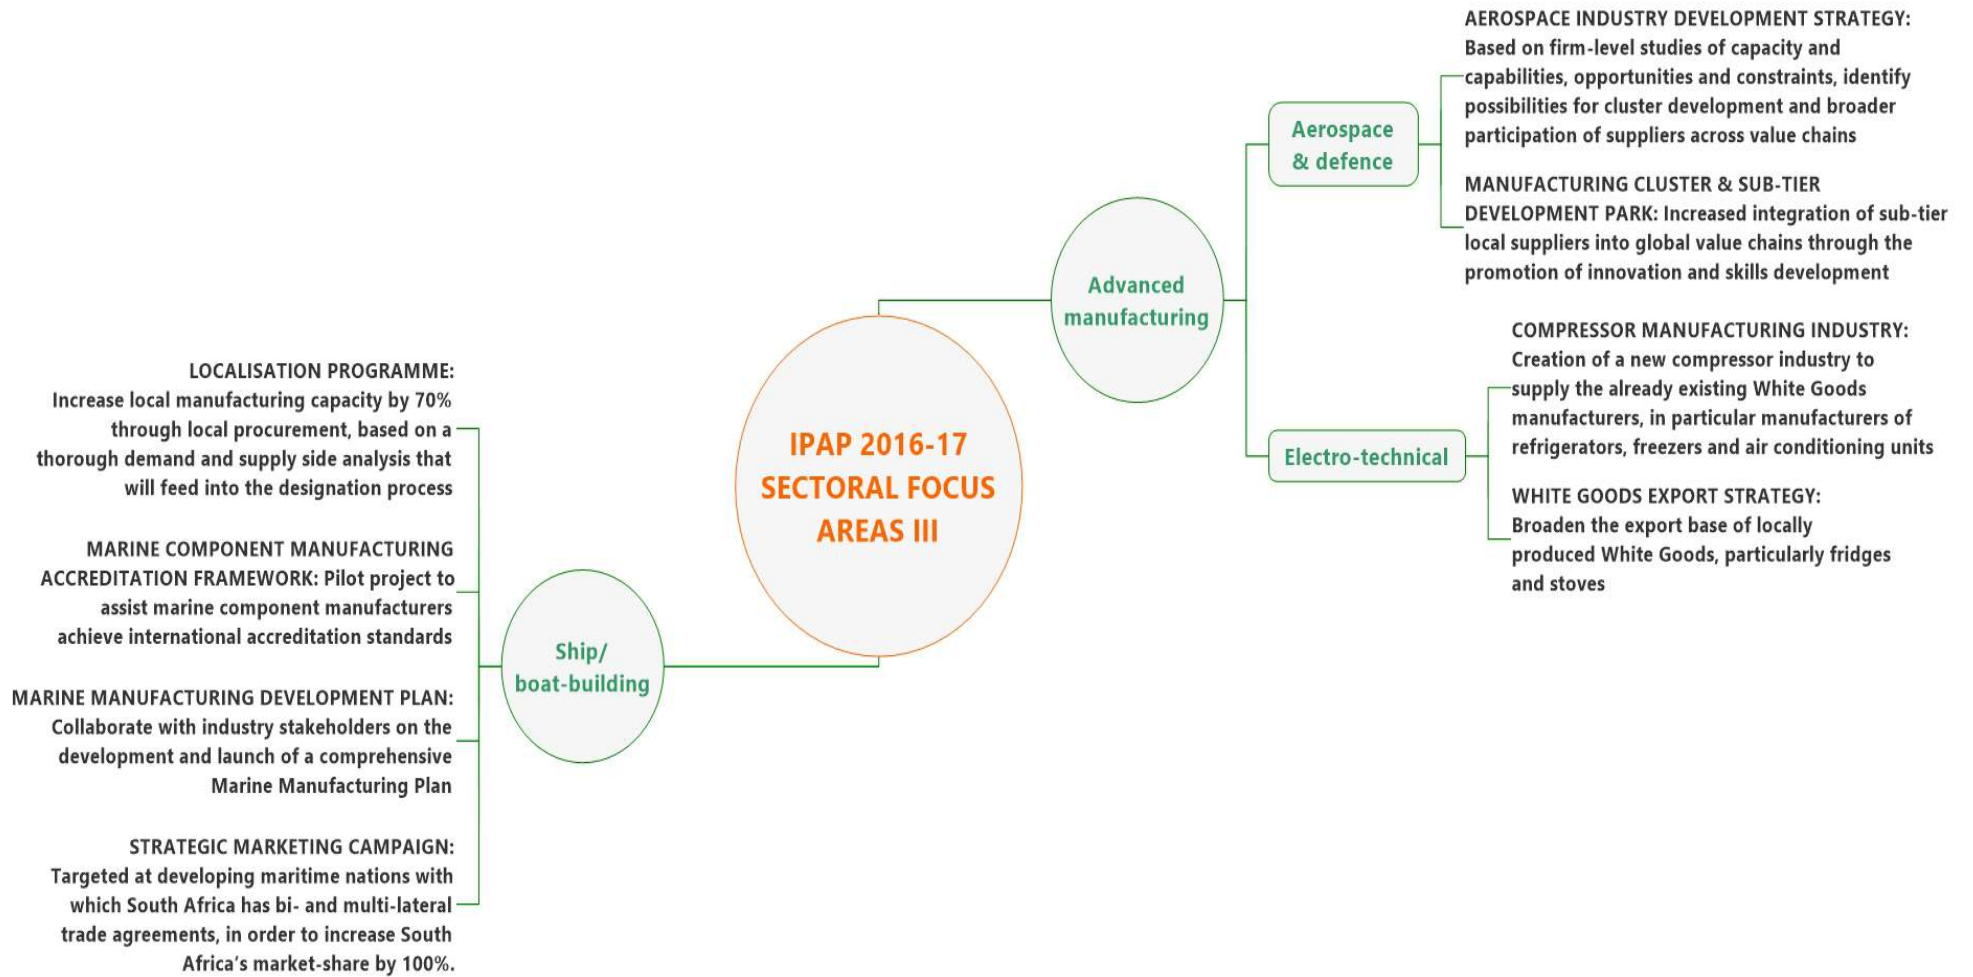 IPAP 2016-17
SECTORAL FOCUS
AREAS III
Advanced
manufacturing
Aerospace
& defence
AEROSPACE INDUSTRY DEVELOPMENT STRATEGY:
Based on firm-level studies of capacity and
capabilities, opportunities and constraints, identify
possibilities for cluster development and broader
participation of suppliers across value chains
MANUFACTURING CLUSTER & SUB-TIER
DEVELOPMENT PARK: Increased integration of sub-tier
local suppliers into global value chains through the
promotion of innovation and skills development
Electro-technical
COMPRESSOR MANUFACTURING INDUSTRY:
Creation of a new compressor industry to
supply the already existing White Goods
manufacturers, in particular manufacturers of
refrigerators, freezers and air conditioning units
WHITE GOODS EXPORT STRATEGY:
Broaden the export base of locally
produced White Goods, particularly fridges
and stoves
Ship/
boat-building
LOCALISATION PROGRAMME:
Increase local manufacturing capacity by 70%
through local procurement, based on a
thorough demand and supply side analysis that
will feed into the designation process
MARINE COMPONENT MANUFACTURING
ACCREDITATION FRAMEWORK: Pilot project to
assist marine component manufacturers
achieve international accreditation standards
MARINE MANUFACTURING DEVELOPMENT PLAN:
Collaborate with industry stakeholders on the
development and launch of a comprehensive
Marine Manufacturing Plan
STRATEGIC MARKETING CAMPAIGN:
Targeted at developing maritime nations with
which South Africa has bi- and multi-lateral
trade agreements, in order to increase South
Africa's market-share by 100%.